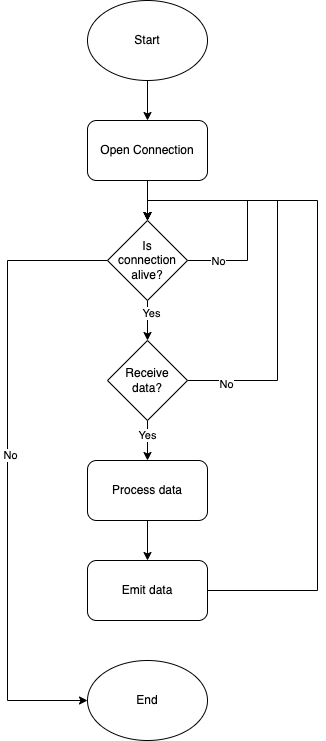 Start
Open Connection
Is
connection
alive?
No
Yes
Receive
data?
No
Yes
No
Process data
Emit data
End